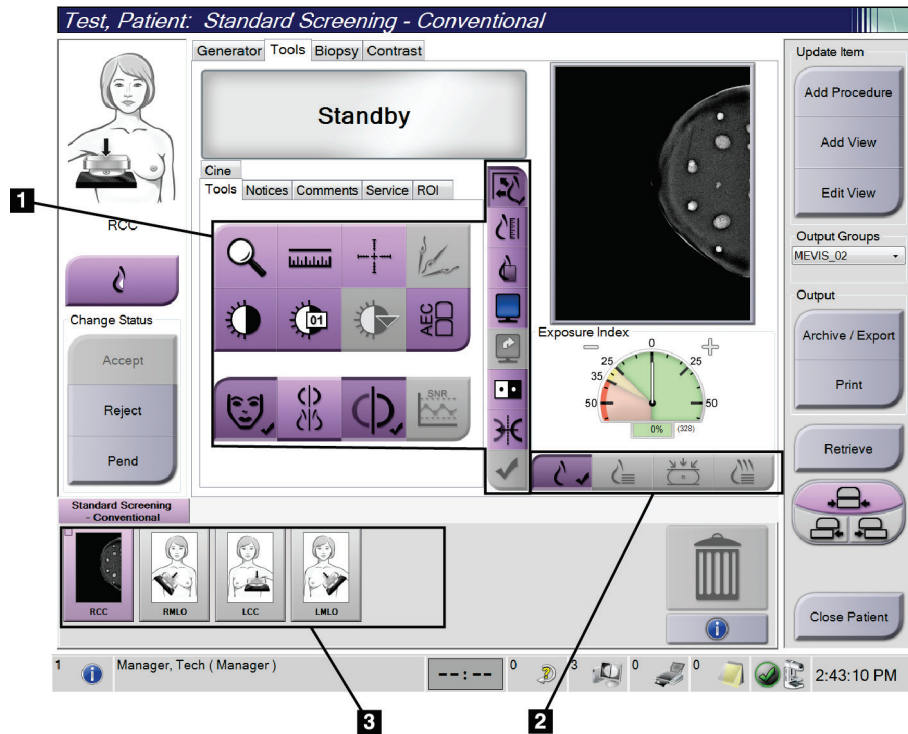 Test, Patient: Standard Screening - Conventional
Generator Tools Biopsy Contrast
Standby
Cine
Tools Notices Comments Service ROI
1
RCC
01
AEC
SNR
Change Status
Accept
Reject
Pend
Exposure Index
0
25 25
35
50 50
0% (328)
Update Item
Add Procedure
Add View
Edit View
Output Groups
MEVIS_02
Output
Archive / Export
Print
Retrieve
Close Patient
Standard Screening
- Conventional
RCC RMLO LCC LMLO
1 Manager, Tech ( Manager ) --:-- 0 3 0 0 2:43:10 PM
3 2